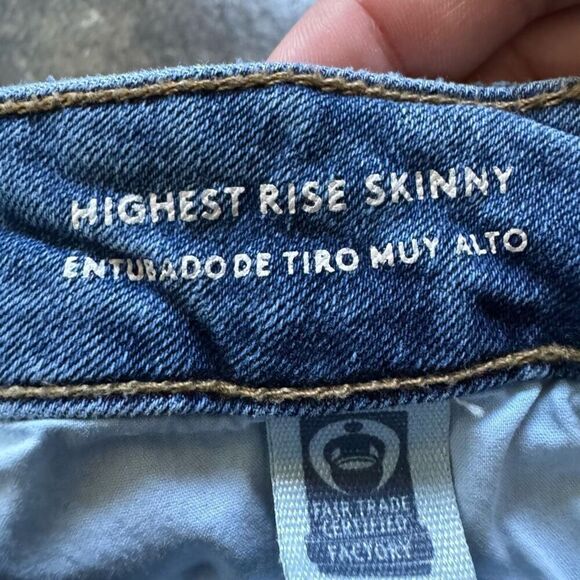 HIGHEST RISE SKINNY
ENTUBADO DE TIRO MUY ALTO
FAIR TRADE
CERTIFIED
FACTORY